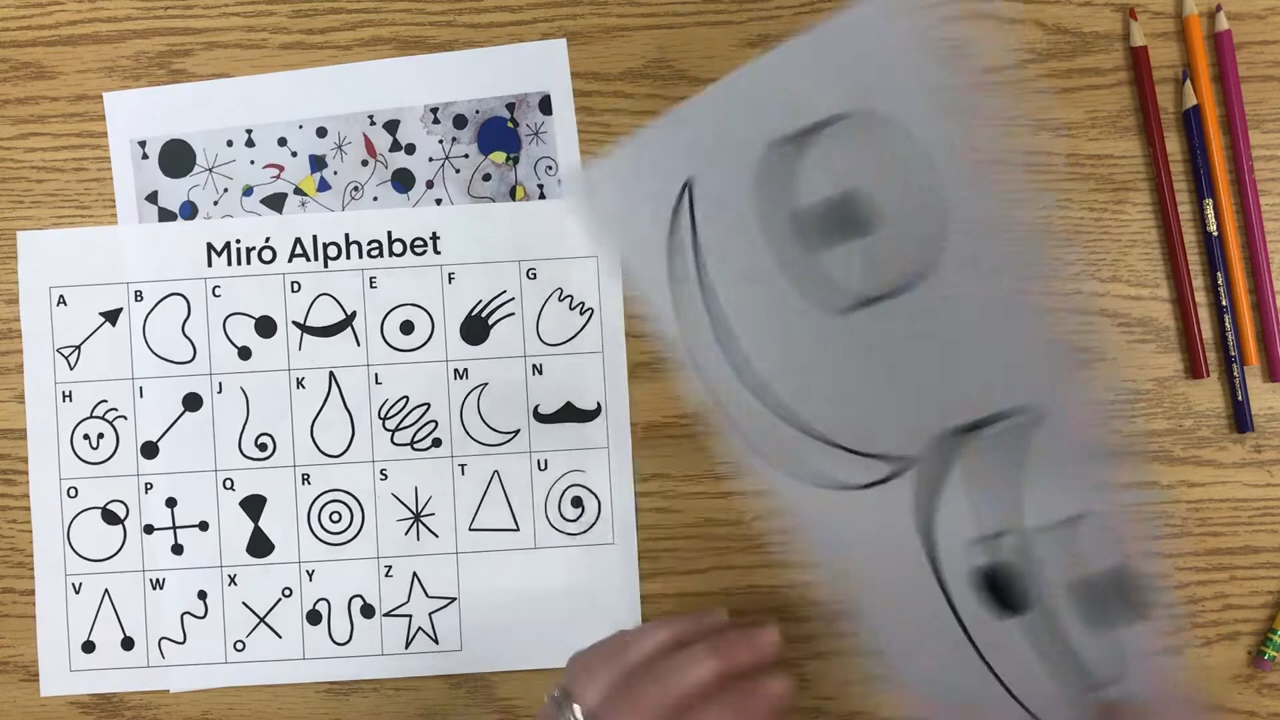 Miró Alphabet
A B C D E F G
H I J K L M N
O P Q R S T U
V W X Y Z